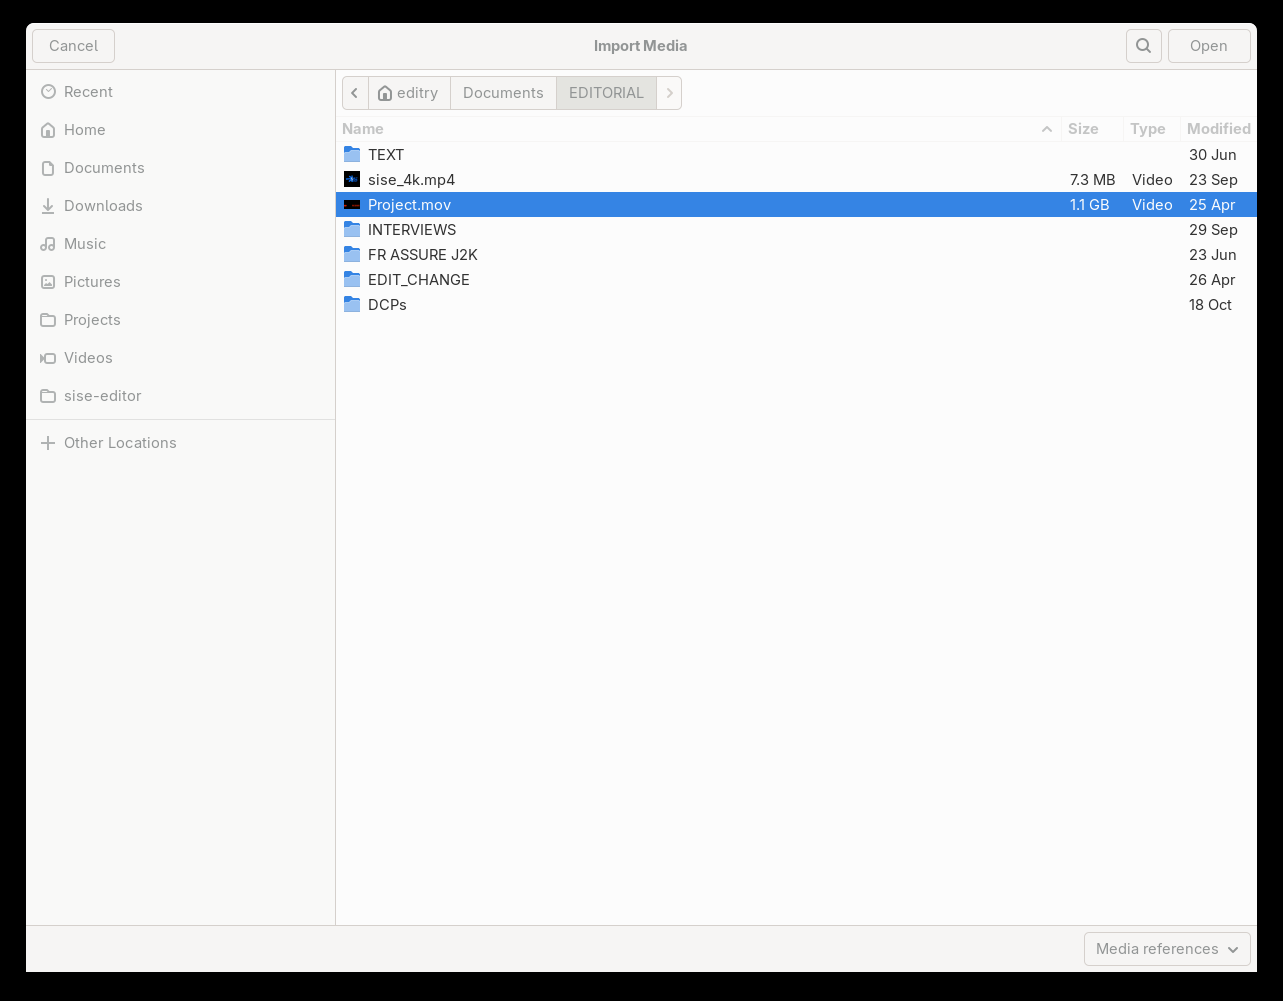 Cancel
Import Media
Open
Recent
Home
Documents
Downloads
Music
Pictures
Projects
Videos
sise-editor
Other Locations
editry Documents EDITORIAL
Name Size Type Modified
TEXT 30 Jun
sise_4k.mp4 7.3 MB Video 23 Sep
Project.mov 1.1 GB Video 25 Apr
INTERVIEWS 29 Sep
FR ASSURE J2K 23 Jun
EDIT_CHANGE 26 Apr
DCPs 18 Oct
Media references